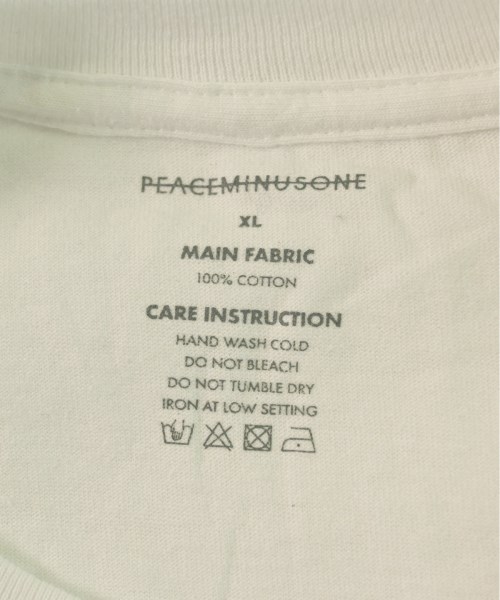 PEACEMINUSONE
XL
MAIN FABRIC
100% COTTON
CARE INSTRUCTION
HAND WASH COLD
DO NOT BLEACH
DO NOT TUMBLE DRY
IRON AT LOW SETTING